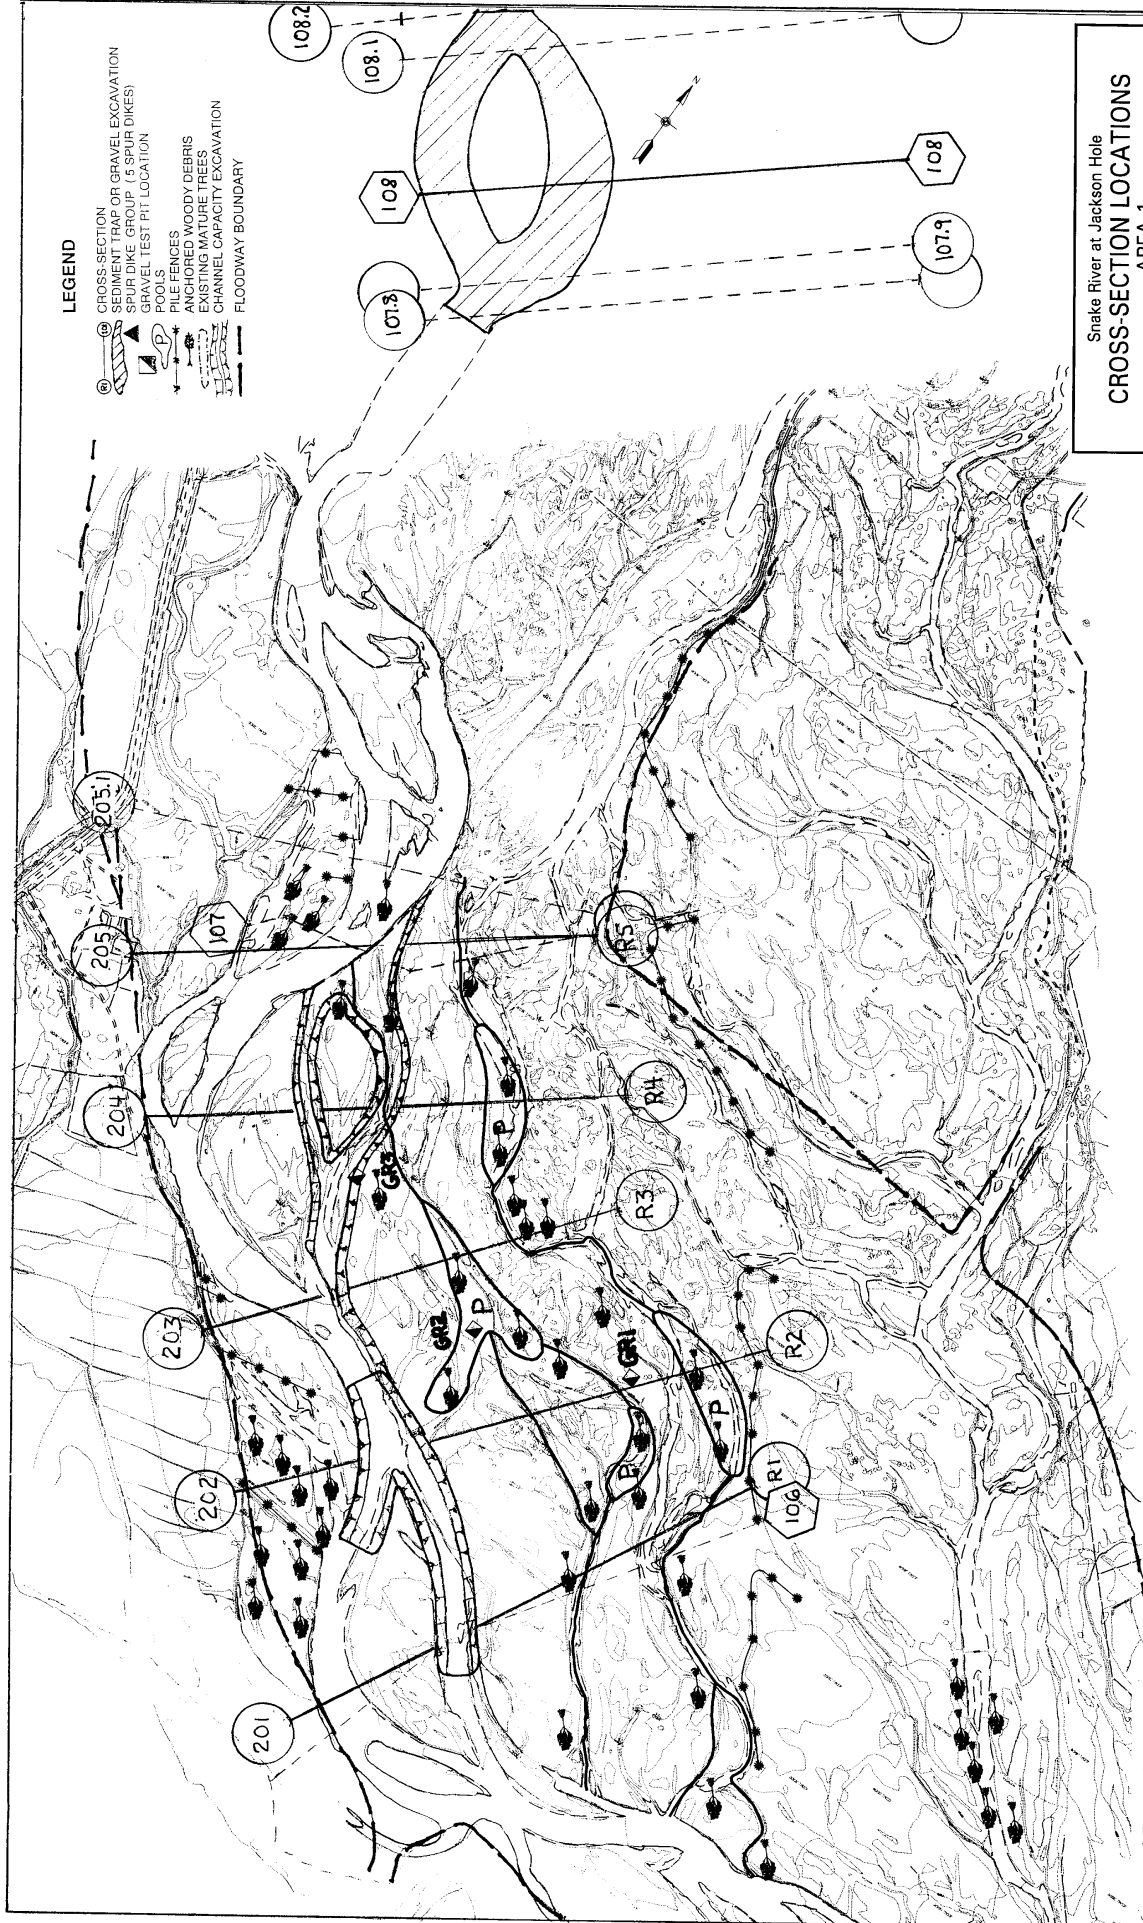 LEGEND
CROSS-SECTION
SEDIMENT TRAP OR GRAVEL EXCAVATION
SPUR DIKE GROUP (5 SPUR DIKES)
GRAVEL TEST PIT LOCATION
POOLS
PILE FENCES
ANCHORED WOODY DEBRIS
EXISTING MATURE TREES
CHANNEL CAPACITY EXCAVATION
FLOODWAY BOUNDARY
P
108.2
108.1
108
108
107.8
107.9
N
205.1
205
107
204
203
202
201
R5
R4
R3
R2
R1
106
GR3
GR2
GR1
P
P
P
P
Snake River at Jackson Hole
CROSS-SECTION LOCATIONS
AREA 1